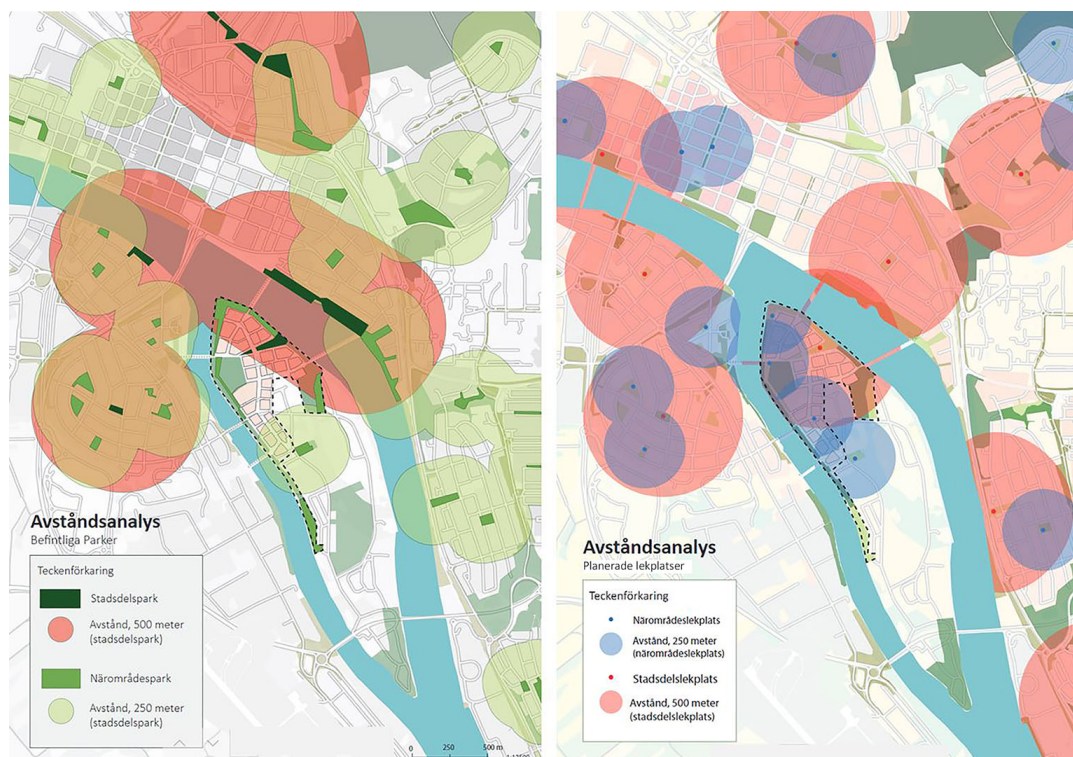 Avståndsanalys
Befintliga Parker
Teckenförkaring
Stadsdelspark
Avstånd, 500 meter
(stadsdelspark)
Närområdespark
Avstånd, 250 meter
(stadsdelspark)
0 250 500 m
Avståndsanalys
Planerade lekplatser
Teckenförkaring
Närområdeslekplats
Avstånd, 250 meter
(närområdeslekplats)
Stadsdelslekplats
Avstånd, 500 meter
(stadsdelslekplats)